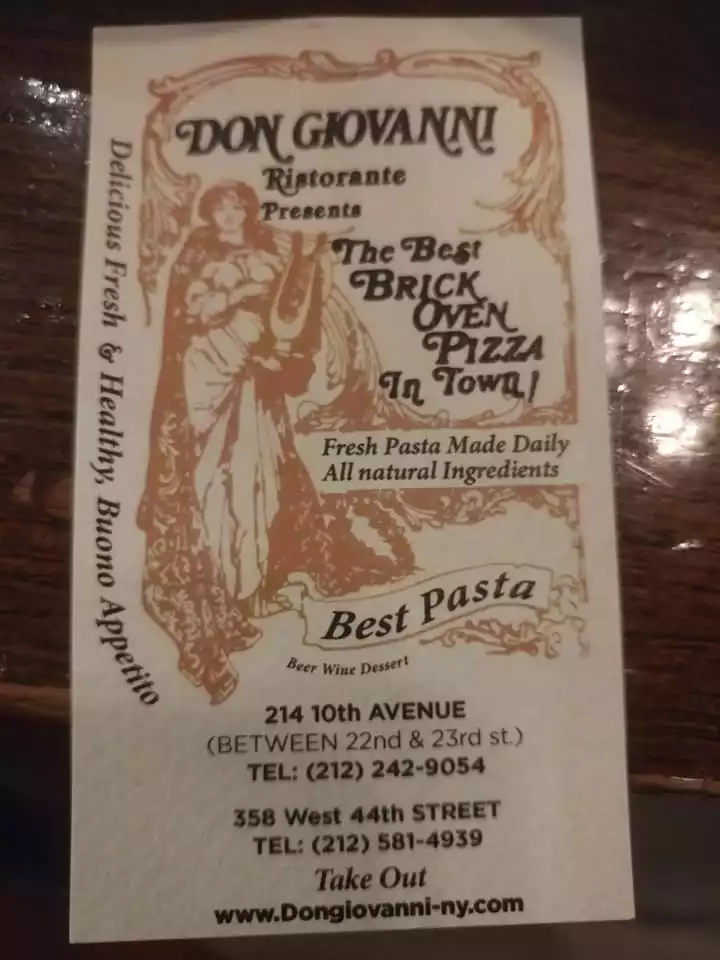 DON GIOVANNI
Ristorante
Presents
The Best
BRICK
OVEN
PIZZA
In Town!
Fresh Pasta Made Daily
All natural Ingredients
Delicious Fresh & Healthy, Buono Appetito
Best Pasta
Beer Wine Dessert
214 10th AVENUE
(BETWEEN 22nd & 23rd st.)
TEL: (212) 242-9054
358 West 44th STREET
TEL: (212) 581-4939
Take Out
www.Dongiovanni-ny.com